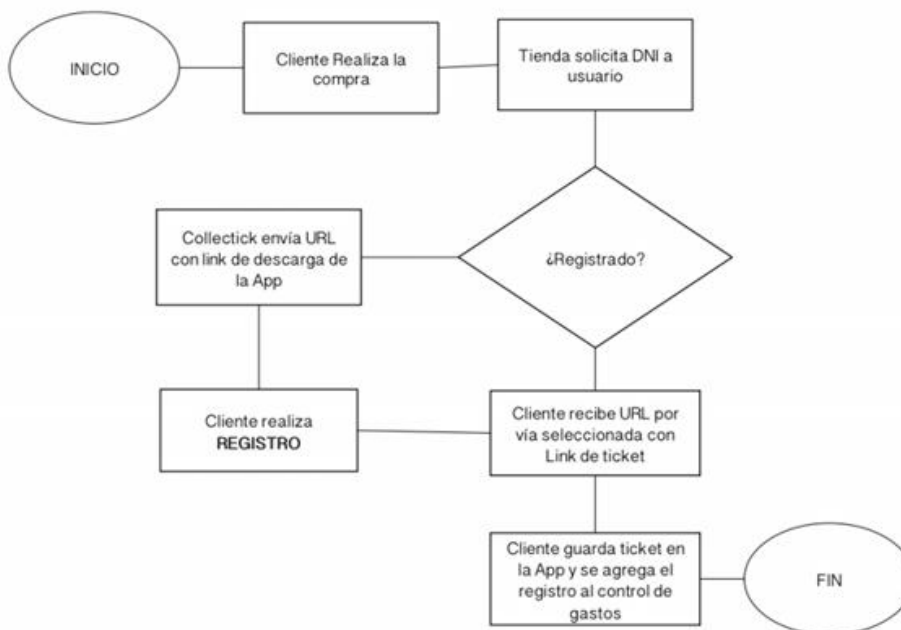 INICIO
Cliente Realiza la
compra
Tienda solicita DNI a
usuario
¿Registrado?
Collectick envía URL
con link de descarga de
la App
Cliente realiza
REGISTRO
Cliente recibe URL por
vía seleccionada con
Link de ticket
Cliente guarda ticket en
la App y se agrega el
registro al control de
gastos
FIN